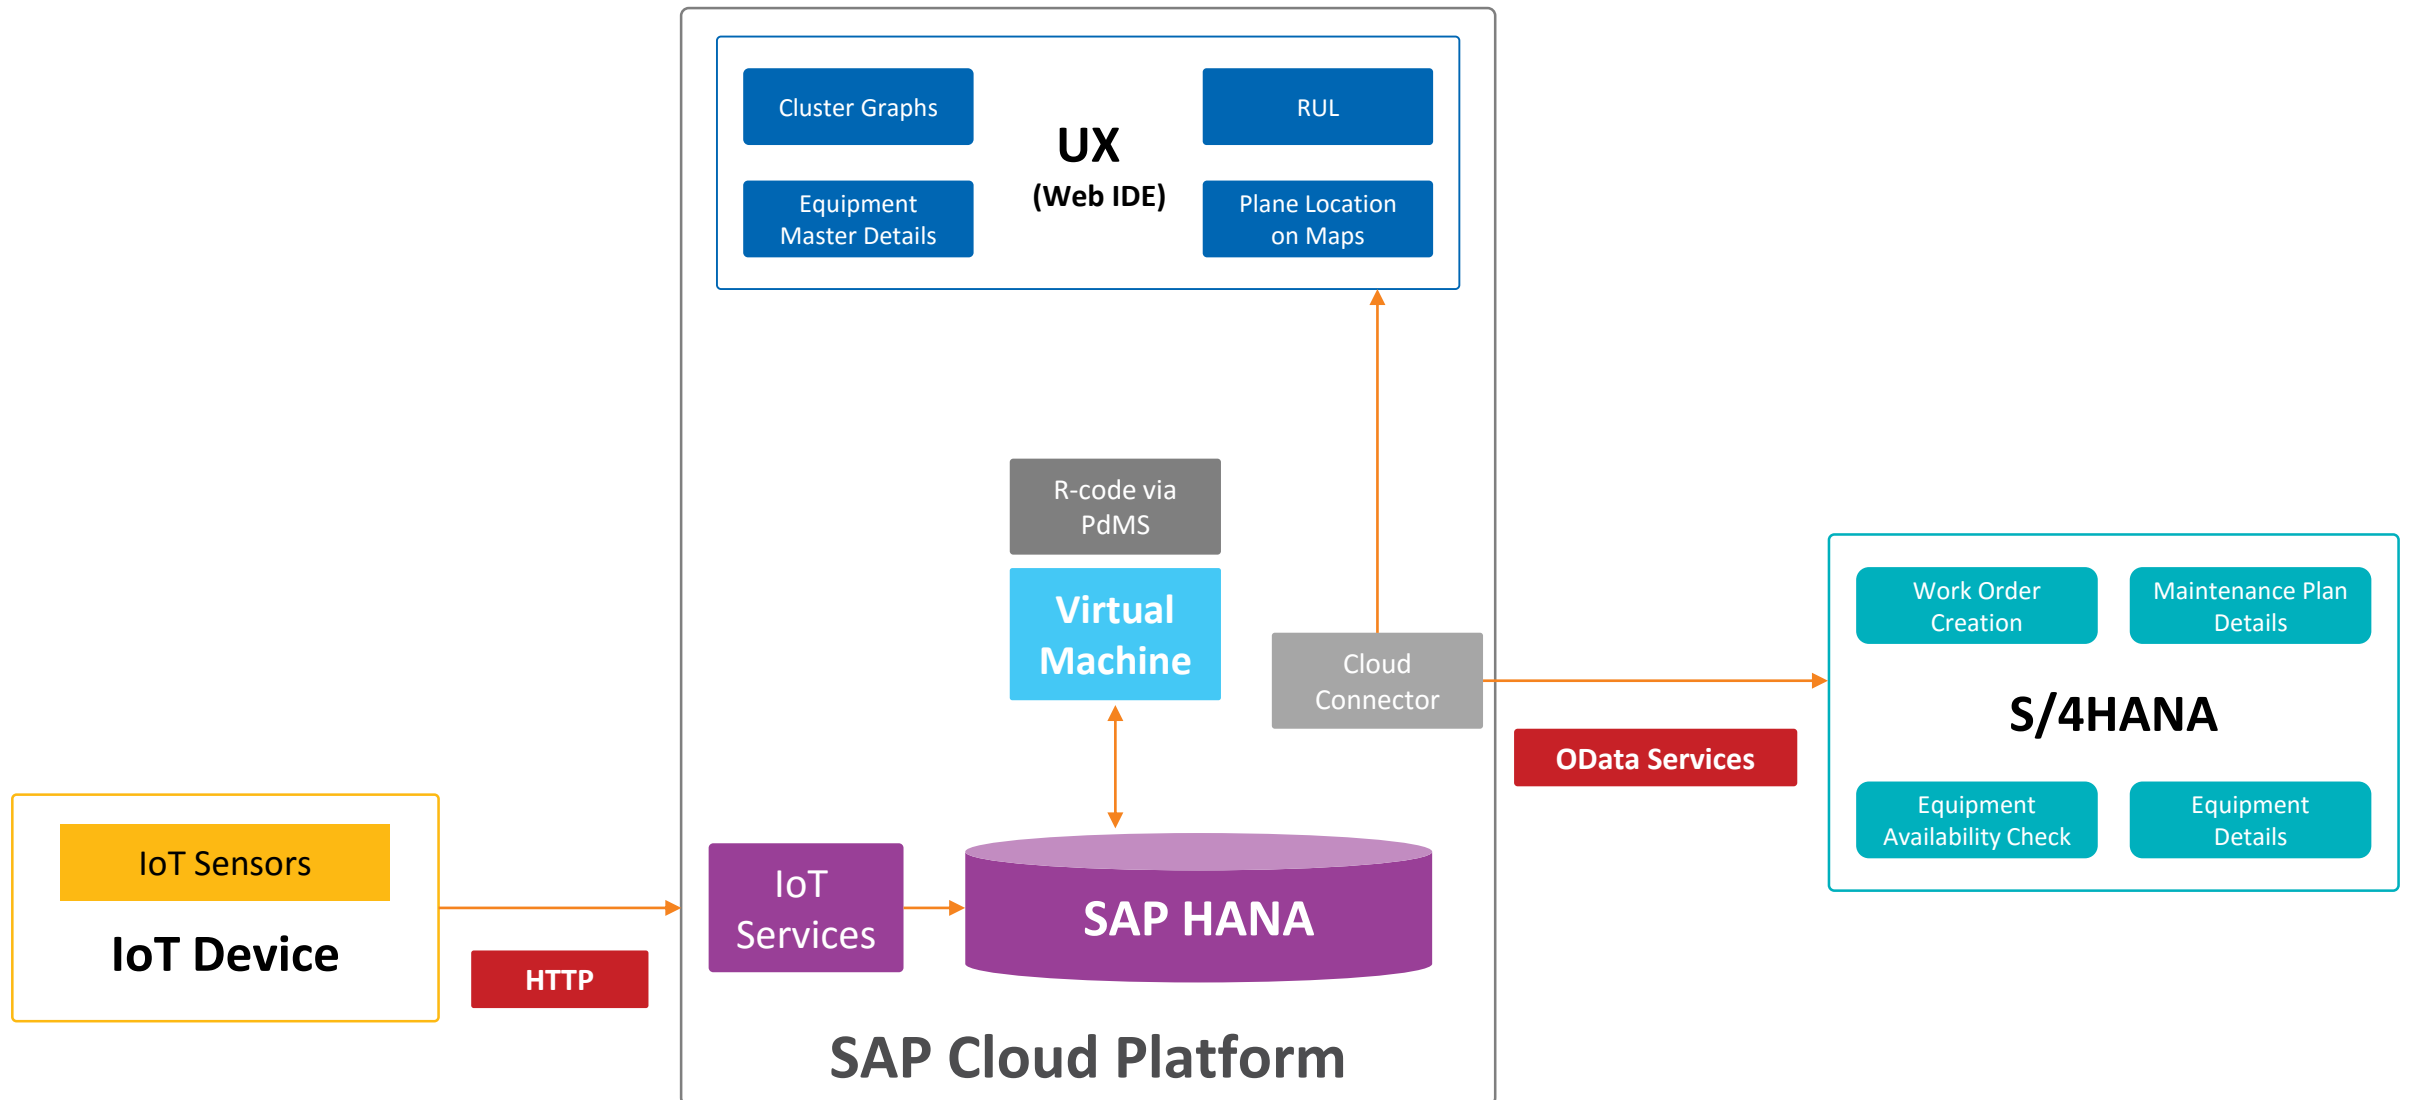 Cluster Graphs
RUL
UX
(Web IDE)
Equipment
Master Details
Plane Location
on Maps
R-code via
PdMS
Virtual
Machine
Cloud
Connector
Work Order
Creation
Maintenance Plan
Details
S/4HANA
OData Services
Equipment
Availability Check
Equipment
Details
IoT Sensors
IoT Device
HTTP
IoT
Services
SAP HANA
SAP Cloud Platform